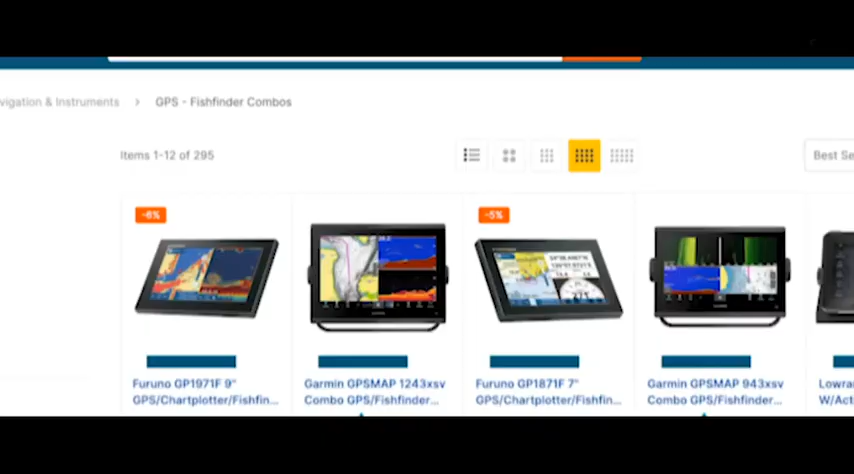 vigation & Instruments > GPS - Fishfinder Combos
Items 1-12 of 295
Best Se
-6%
-5%
Furuno GP1971F 9"
GPS/Chartplotter/Fishfin...
Garmin GPSMAP 1243xsv
Combo GPS/Fishfinder...
Furuno GP1871F 7"
GPS/Chartplotter/Fishfin...
Garmin GPSMAP 943xsv
Combo GPS/Fishfinder...
Lowran
W/Act